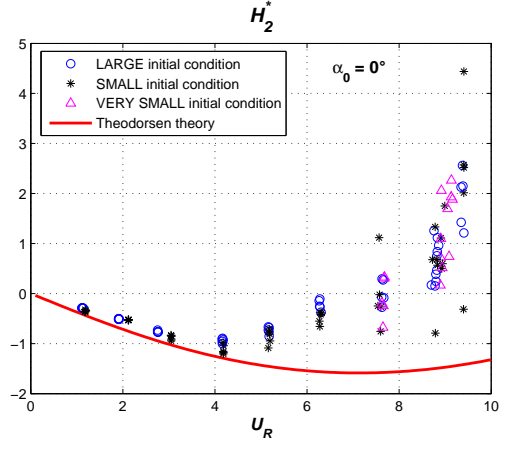 H₂*
5
4
3
2
1
0
−1
−2
LARGE initial condition
SMALL initial condition
VERY SMALL initial condition
Theodorsen theory
α₀ = 0°
0 2 4 6 8 10
U_R